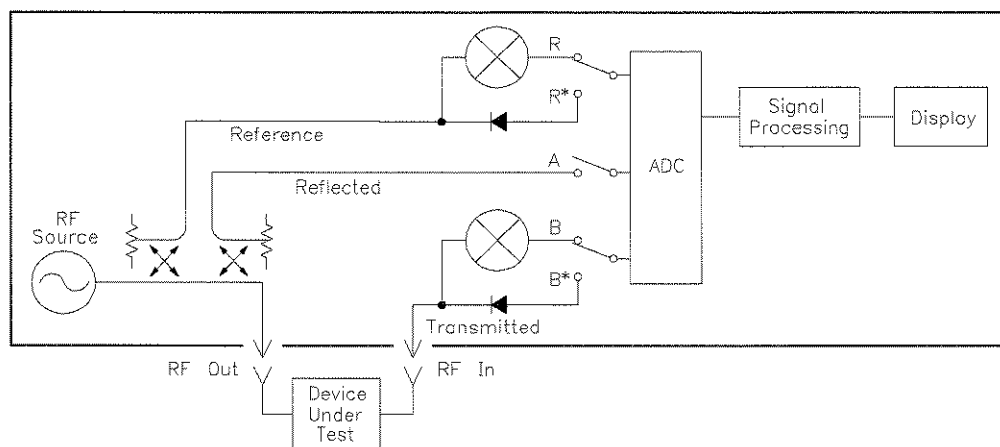 R
R*
Reference
Signal
Processing
Display
A
ADC
Reflected
RF
Source
B
B*
Transmitted
RF Out
RF In
Device
Under
Test